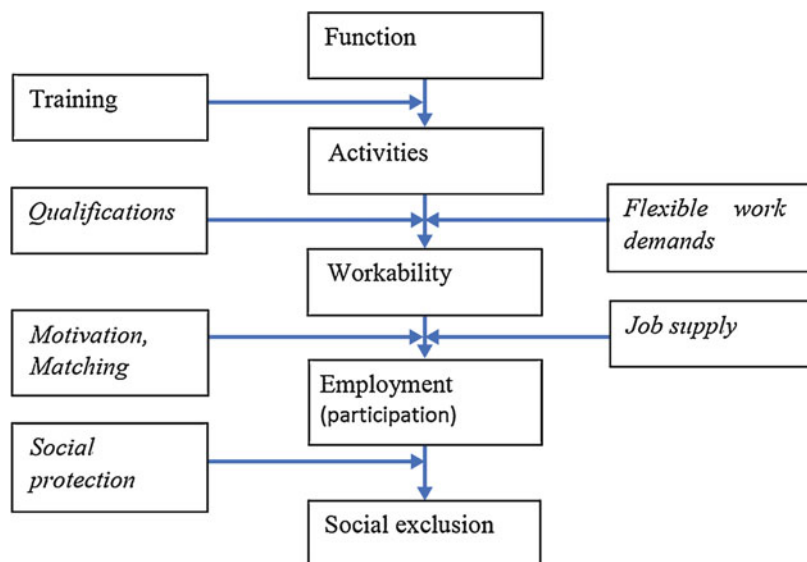 Function
Training
Activities
Qualifications
Flexible work
demands
Workability
Motivation,
Matching
Job supply
Employment
(participation)
Social
protection
Social exclusion